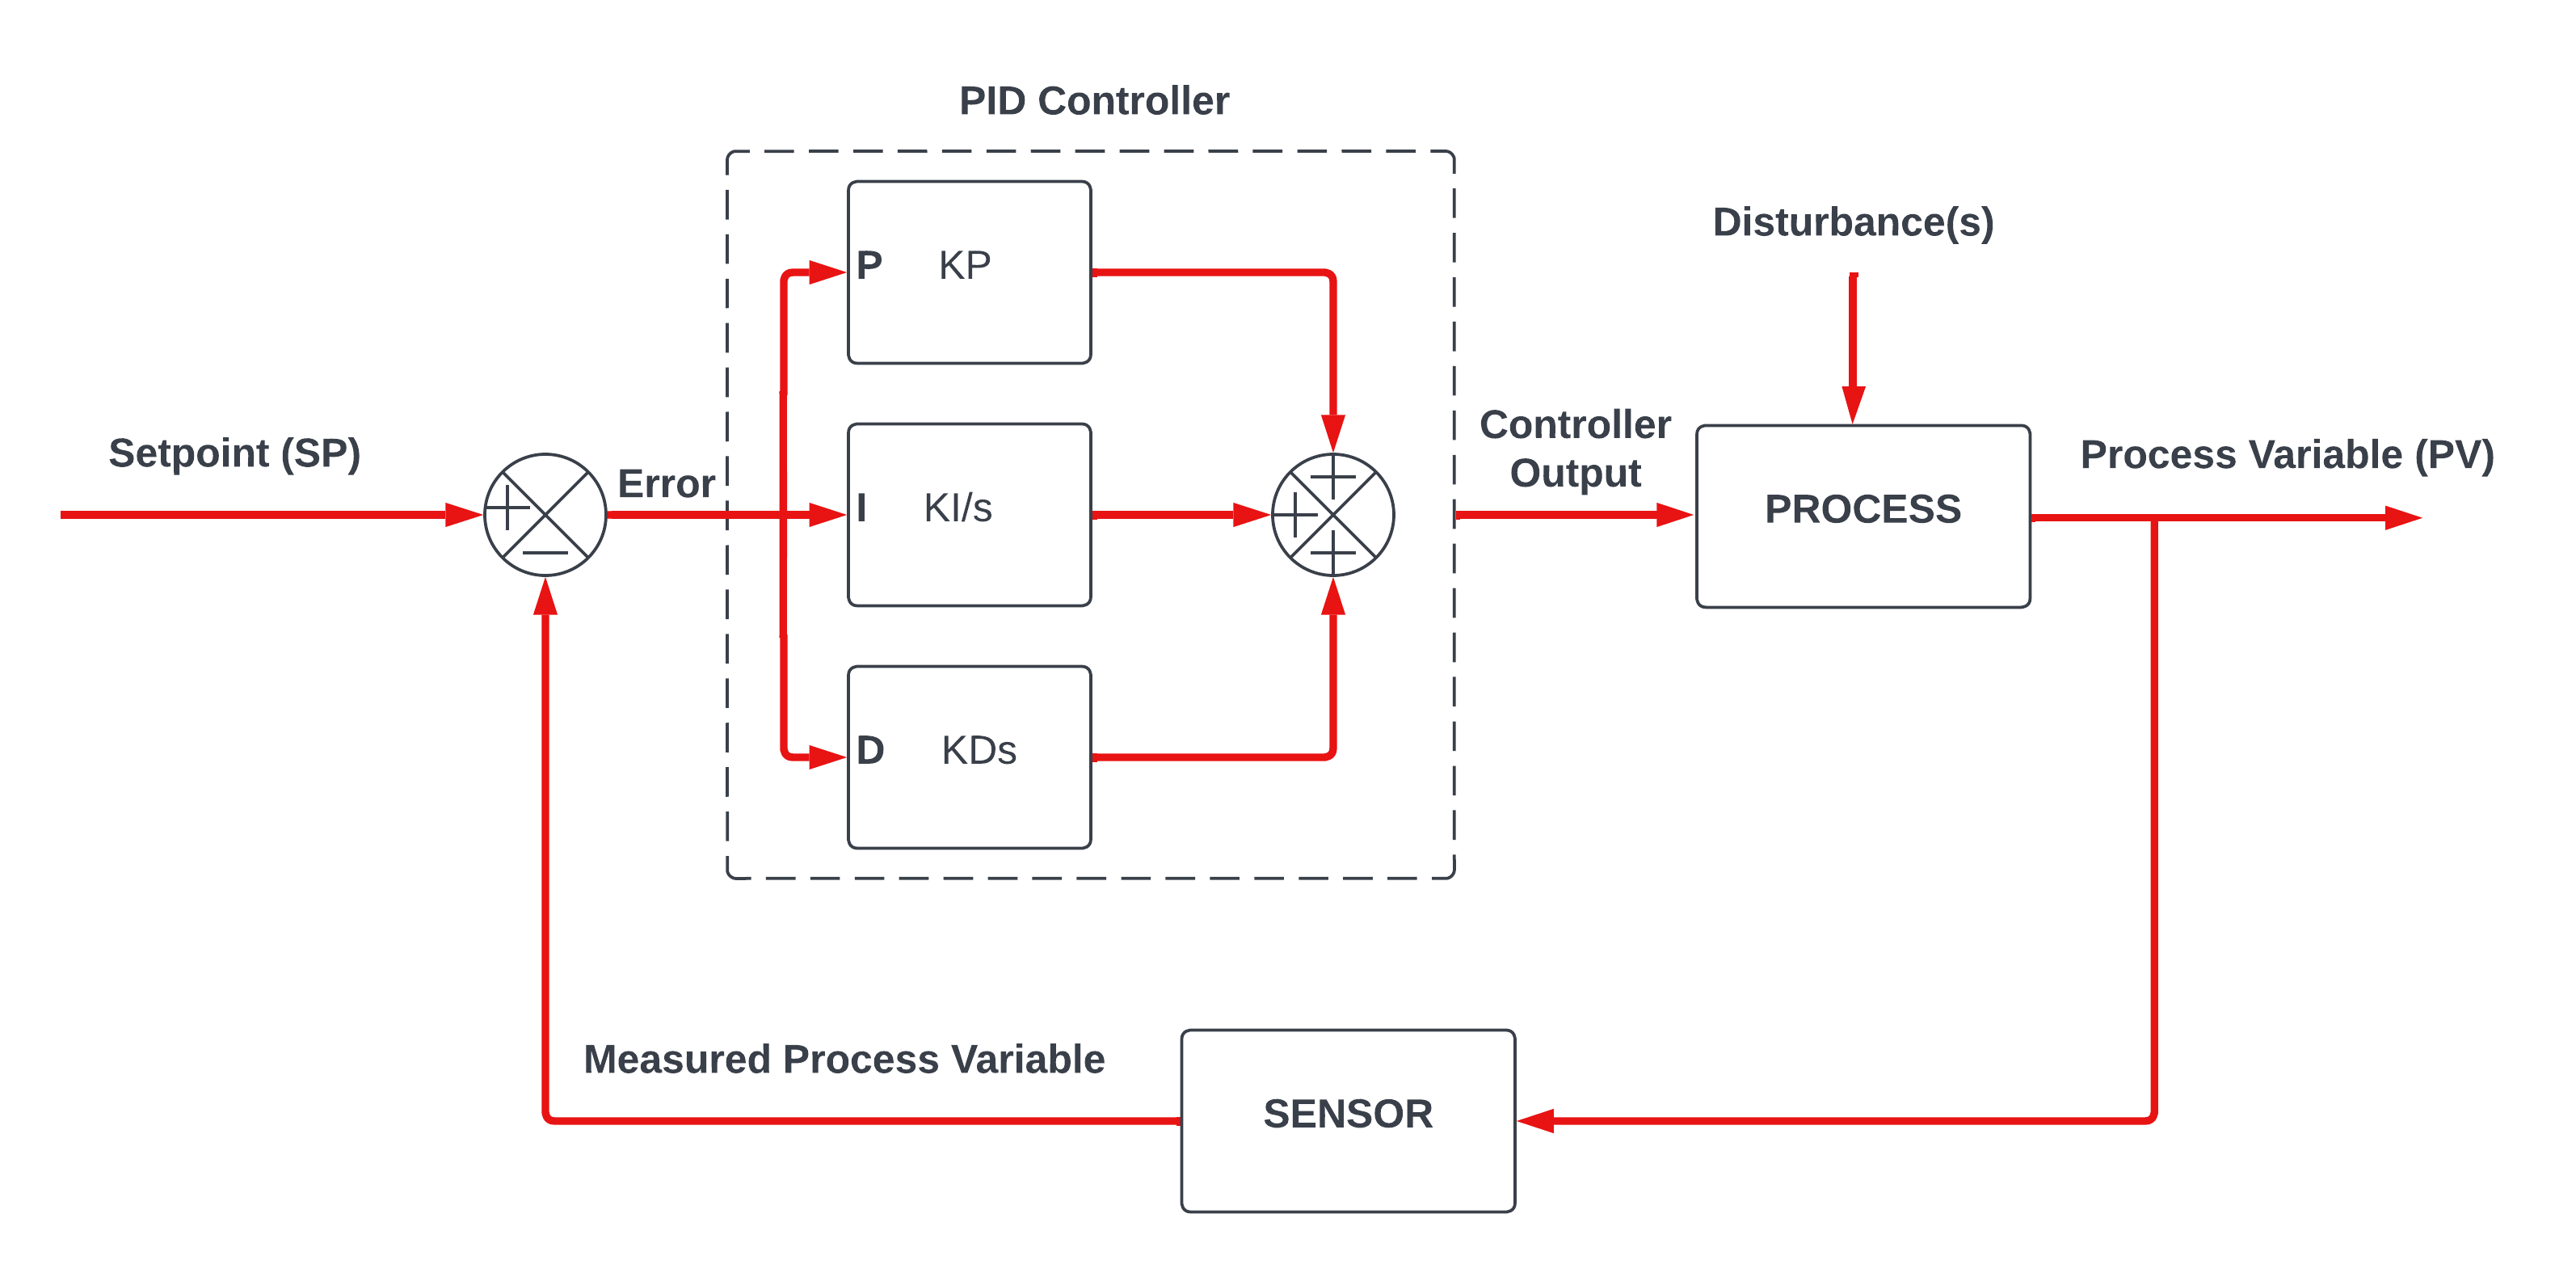 PID Controller
Disturbance(s)
P KP
Setpoint (SP)
Error
I KI/s
Controller
Output
PROCESS
Process Variable (PV)
D KDs
Measured Process Variable
SENSOR